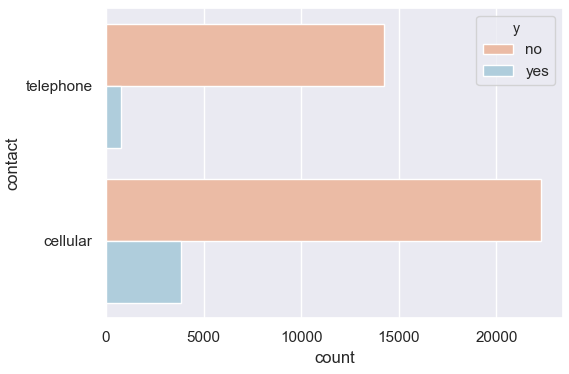 y
no
yes
telephone
cellular
contact
0 5000 10000 15000 20000
count